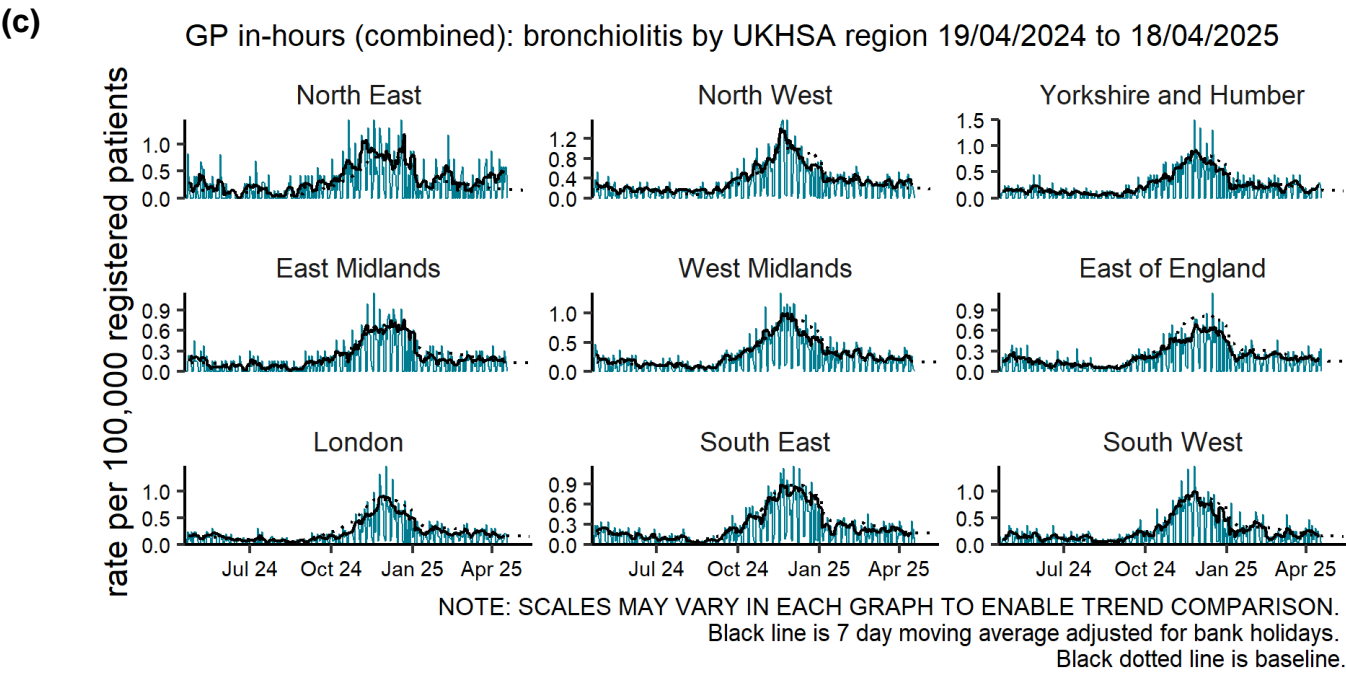 (c)
GP in-hours (combined): bronchiolitis by UKHSA region 19/04/2024 to 18/04/2025
rate per 100,000 registered patients
North East
1.0
0.5
0.0
North West
1.2
0.8
0.4
0.0
Yorkshire and Humber
1.5
1.0
0.5
0.0
East Midlands
0.9
0.6
0.3
0.0
West Midlands
1.0
0.5
0.0
East of England
0.9
0.6
0.3
0.0
London
1.0
0.5
0.0
Jul 24 Oct 24 Jan 25 Apr 25
South East
0.9
0.6
0.3
0.0
Jul 24 Oct 24 Jan 25 Apr 25
South West
1.0
0.5
0.0
Jul 24 Oct 24 Jan 25 Apr 25
NOTE: SCALES MAY VARY IN EACH GRAPH TO ENABLE TREND COMPARISON.
Black line is 7 day moving average adjusted for bank holidays.
Black dotted line is baseline.